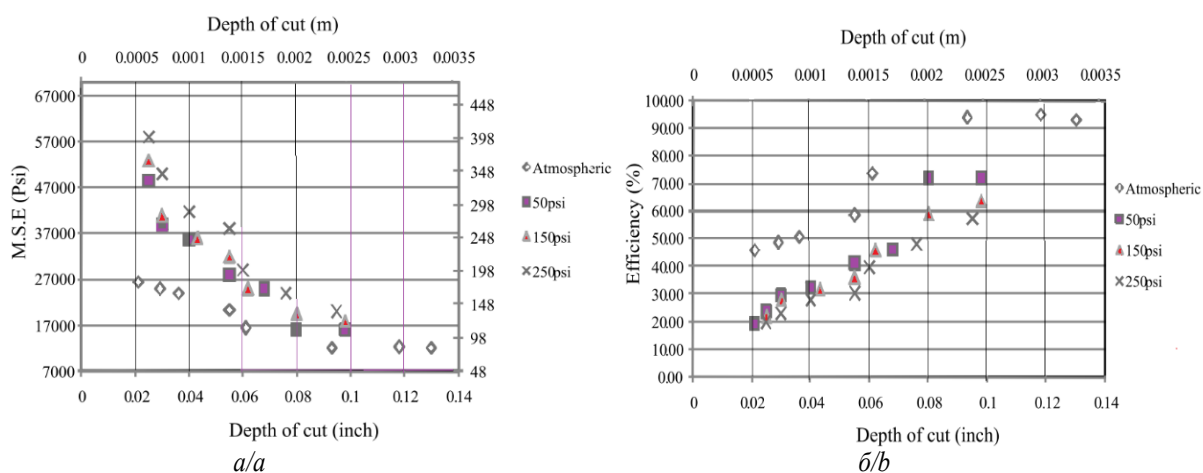 Depth of cut (m)
0 0.0005 0.001 0.0015 0.002 0.0025 0.003 0.0035
M.S.E (Psi)
67000
57000
47000
37000
27000
17000
7000
448
398
348
298
248
198
148
98
48
Atmospheric
50psi
150psi
250psi
0 0.02 0.04 0.06 0.08 0.1 0.12 0.14
Depth of cut (inch)
a/a
Depth of cut (m)
0 0.0005 0.001 0.0015 0.002 0.0025 0.003 0.0035
Efficiency (%)
10000
90.00
80.00
70.00
60.00
50.00
40.00
30.00
20.00
10.00
0.00
Atmospheric
50psi
150psi
250psi
0 0.02 0.04 0.06 0.08 0.1 0.12 0.14
Depth of cut (inch)
б/b